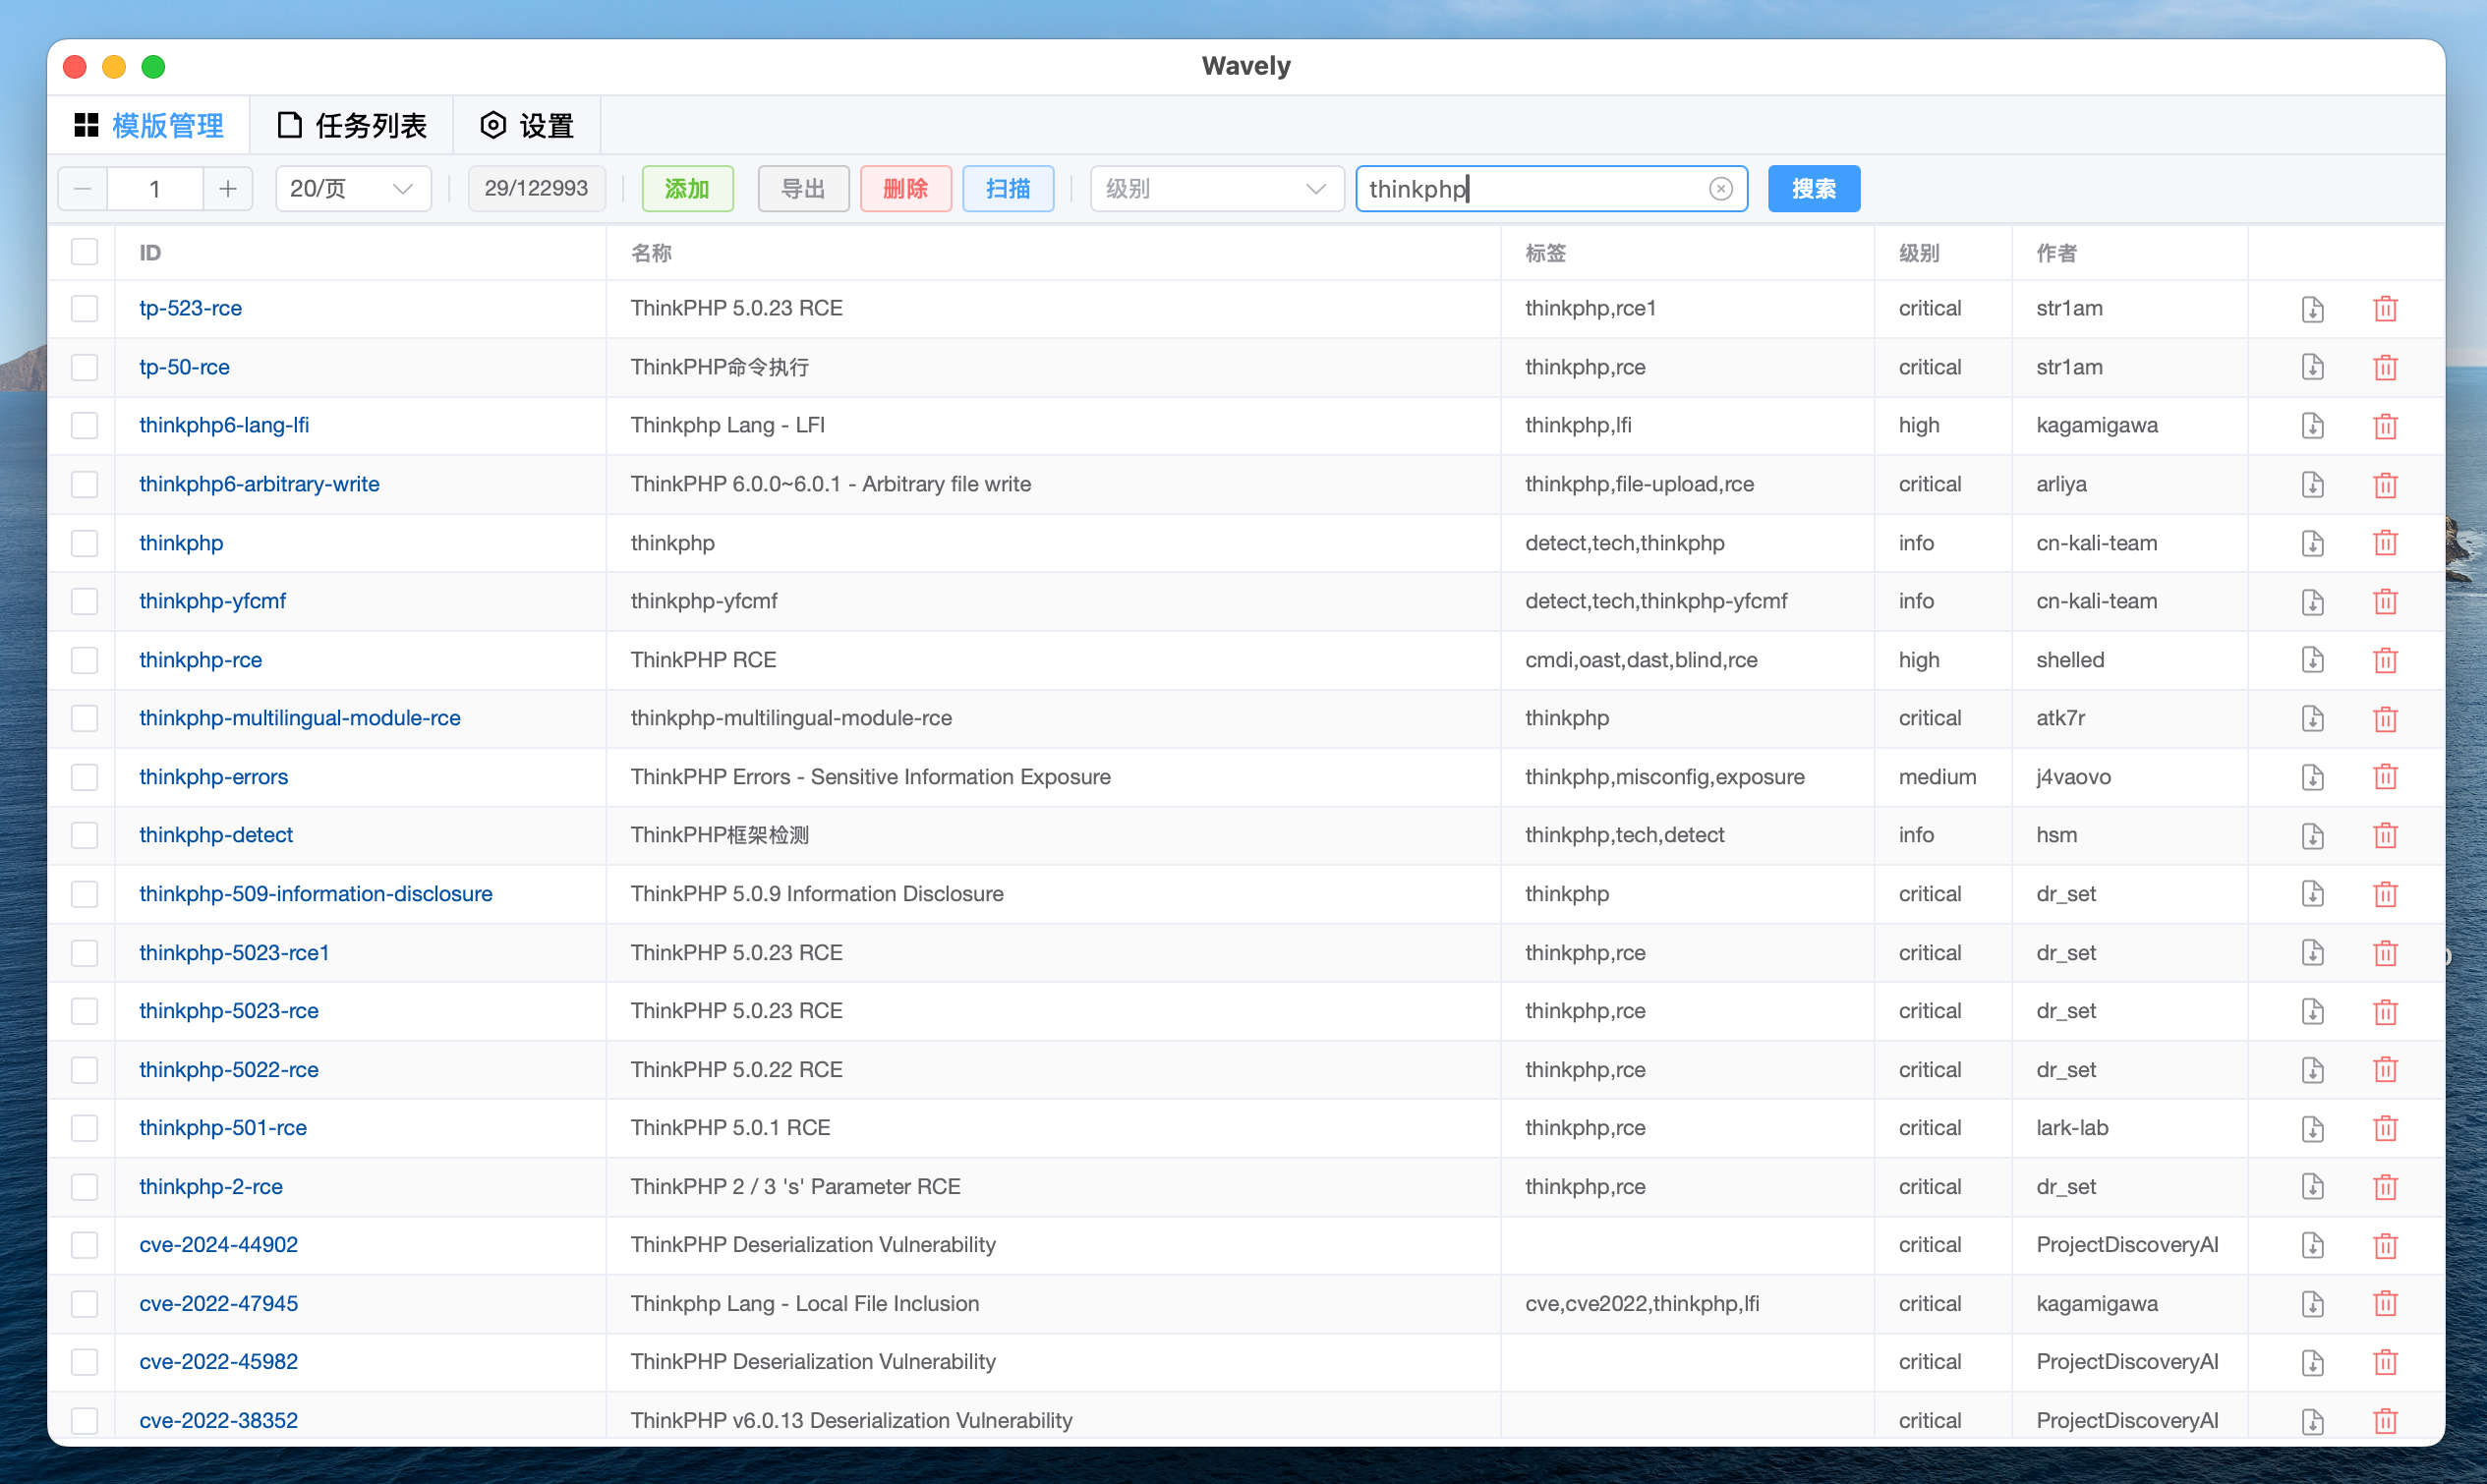 Wavely
模版管理 任务列表 设置
1 20/页 29/122993 添加 导出 删除 扫描 级别 thinkphp 搜索
ID 名称 标签 级别 作者
tp-523-rce ThinkPHP 5.0.23 RCE thinkphp,rce1 critical str1am
tp-50-rce ThinkPHP命令执行 thinkphp,rce critical str1am
thinkphp6-lang-lfi Thinkphp Lang - LFI thinkphp,lfi high kagamigawa
thinkphp6-arbitrary-write ThinkPHP 6.0.0~6.0.1 - Arbitrary file write thinkphp,file-upload,rce critical arliya
thinkphp thinkphp detect,tech,thinkphp info cn-kali-team
thinkphp-yfcmf thinkphp-yfcmf detect,tech,thinkphp-yfcmf info cn-kali-team
thinkphp-rce ThinkPHP RCE cmdi,oast,dast,blind,rce high shelled
thinkphp-multilingual-module-rce thinkphp-multilingual-module-rce thinkphp critical atk7r
thinkphp-errors ThinkPHP Errors - Sensitive Information Exposure thinkphp,misconfig,exposure medium j4vaovo
thinkphp-detect ThinkPHP框架检测 thinkphp,tech,detect info hsm
thinkphp-509-information-disclosure ThinkPHP 5.0.9 Information Disclosure thinkphp critical dr_set
thinkphp-5023-rce1 ThinkPHP 5.0.23 RCE thinkphp,rce critical dr_set
thinkphp-5023-rce ThinkPHP 5.0.23 RCE thinkphp,rce critical dr_set
thinkphp-5022-rce ThinkPHP 5.0.22 RCE thinkphp,rce critical dr_set
thinkphp-501-rce ThinkPHP 5.0.1 RCE thinkphp,rce critical lark-lab
thinkphp-2-rce ThinkPHP 2 / 3 's' Parameter RCE thinkphp,rce critical dr_set
cve-2024-44902 ThinkPHP Deserialization Vulnerability critical ProjectDiscoveryAI
cve-2022-47945 Thinkphp Lang - Local File Inclusion cve,cve2022,thinkphp,lfi critical kagamigawa
cve-2022-45982 ThinkPHP Deserialization Vulnerability critical ProjectDiscoveryAI
cve-2022-38352 ThinkPHP v6.0.13 Deserialization Vulnerability critical ProjectDiscoveryAI